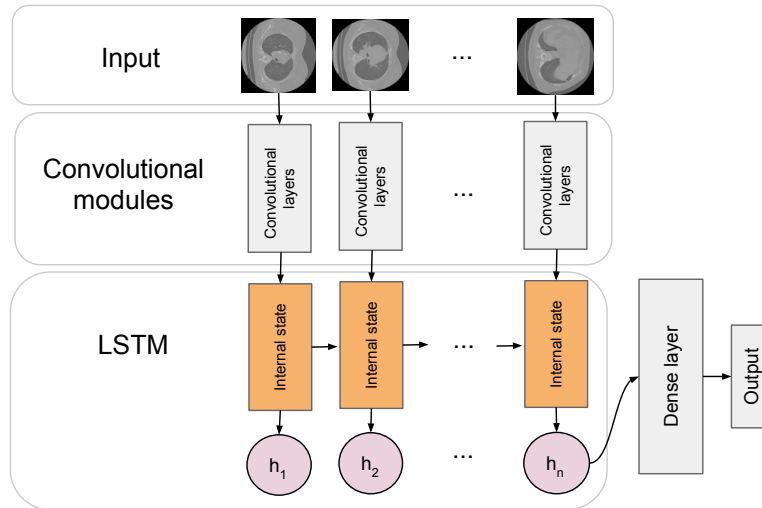 Input
...
Convolutional
modules
Convolutional
layers
Convolutional
layers
...
Convolutional
layers
LSTM
Internal state
Internal state
...
Internal state
h1
h2
...
hn
Dense layer
Output